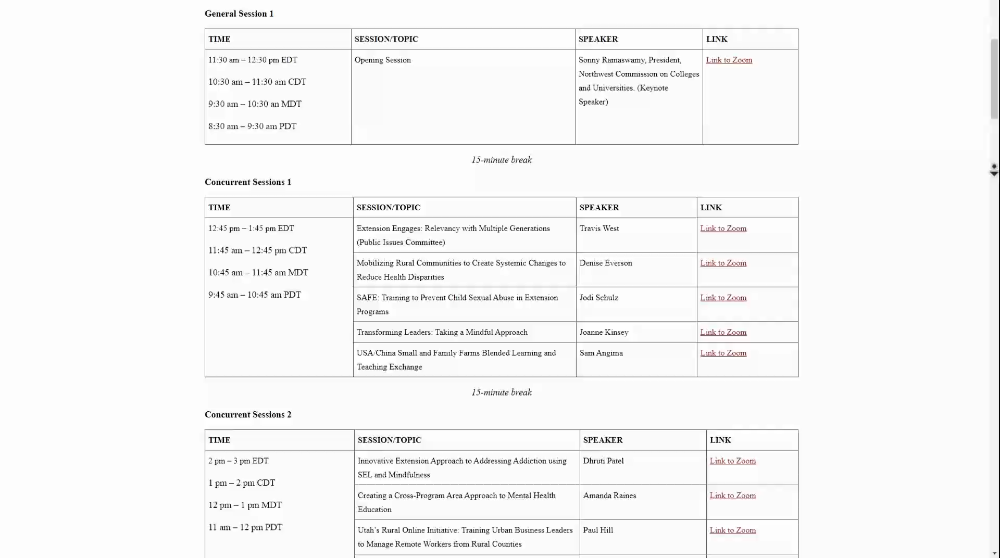 General Session 1
TIME
SESSION/TOPIC
SPEAKER
LINK
11:30 am – 12:30 pm EDT
10:30 am – 11:30 am CDT
9:30 am – 10:30 an MDT
8:30 am – 9:30 am PDT
Opening Session
Sonny Ramaswamy, President,
Northwest Commission on Colleges
and Universities. (Keynote
Speaker)
Link to Zoom
15-minute break
Concurrent Sessions 1
TIME
SESSION/TOPIC
SPEAKER
LINK
12:45 pm – 1:45 pm EDT
11:45 am – 12:45 pm CDT
10:45 am – 11:45 am MDT
9:45 am – 10:45 am PDT
Extension Engages: Relevancy with Multiple Generations
(Public Issues Committee)
Travis West
Link to Zoom
Mobilizing Rural Communities to Create Systemic Changes to
Reduce Health Disparities
Denise Everson
Link to Zoom
SAFE: Training to Prevent Child Sexual Abuse in Extension
Programs
Jodi Schulz
Link to Zoom
Transforming Leaders: Taking a Mindful Approach
Joanne Kinsey
Link to Zoom
USA/China Small and Family Farms Blended Learning and
Teaching Exchange
Sam Angima
Link to Zoom
15-minute break
Concurrent Sessions 2
TIME
SESSION/TOPIC
SPEAKER
LINK
2 pm – 3 pm EDT
1 pm – 2 pm CDT
12 pm – 1 pm MDT
11 am – 12 pm PDT
Innovative Extension Approach to Addressing Addiction using
SEL and Mindfulness
Dhruti Patel
Link to Zoom
Creating a Cross-Program Area Approach to Mental Health
Education
Amanda Raines
Link to Zoom
Utah's Rural Online Initiative: Training Urban Business Leaders
to Manage Remote Workers from Rural Counties
Paul Hill
Link to Zoom